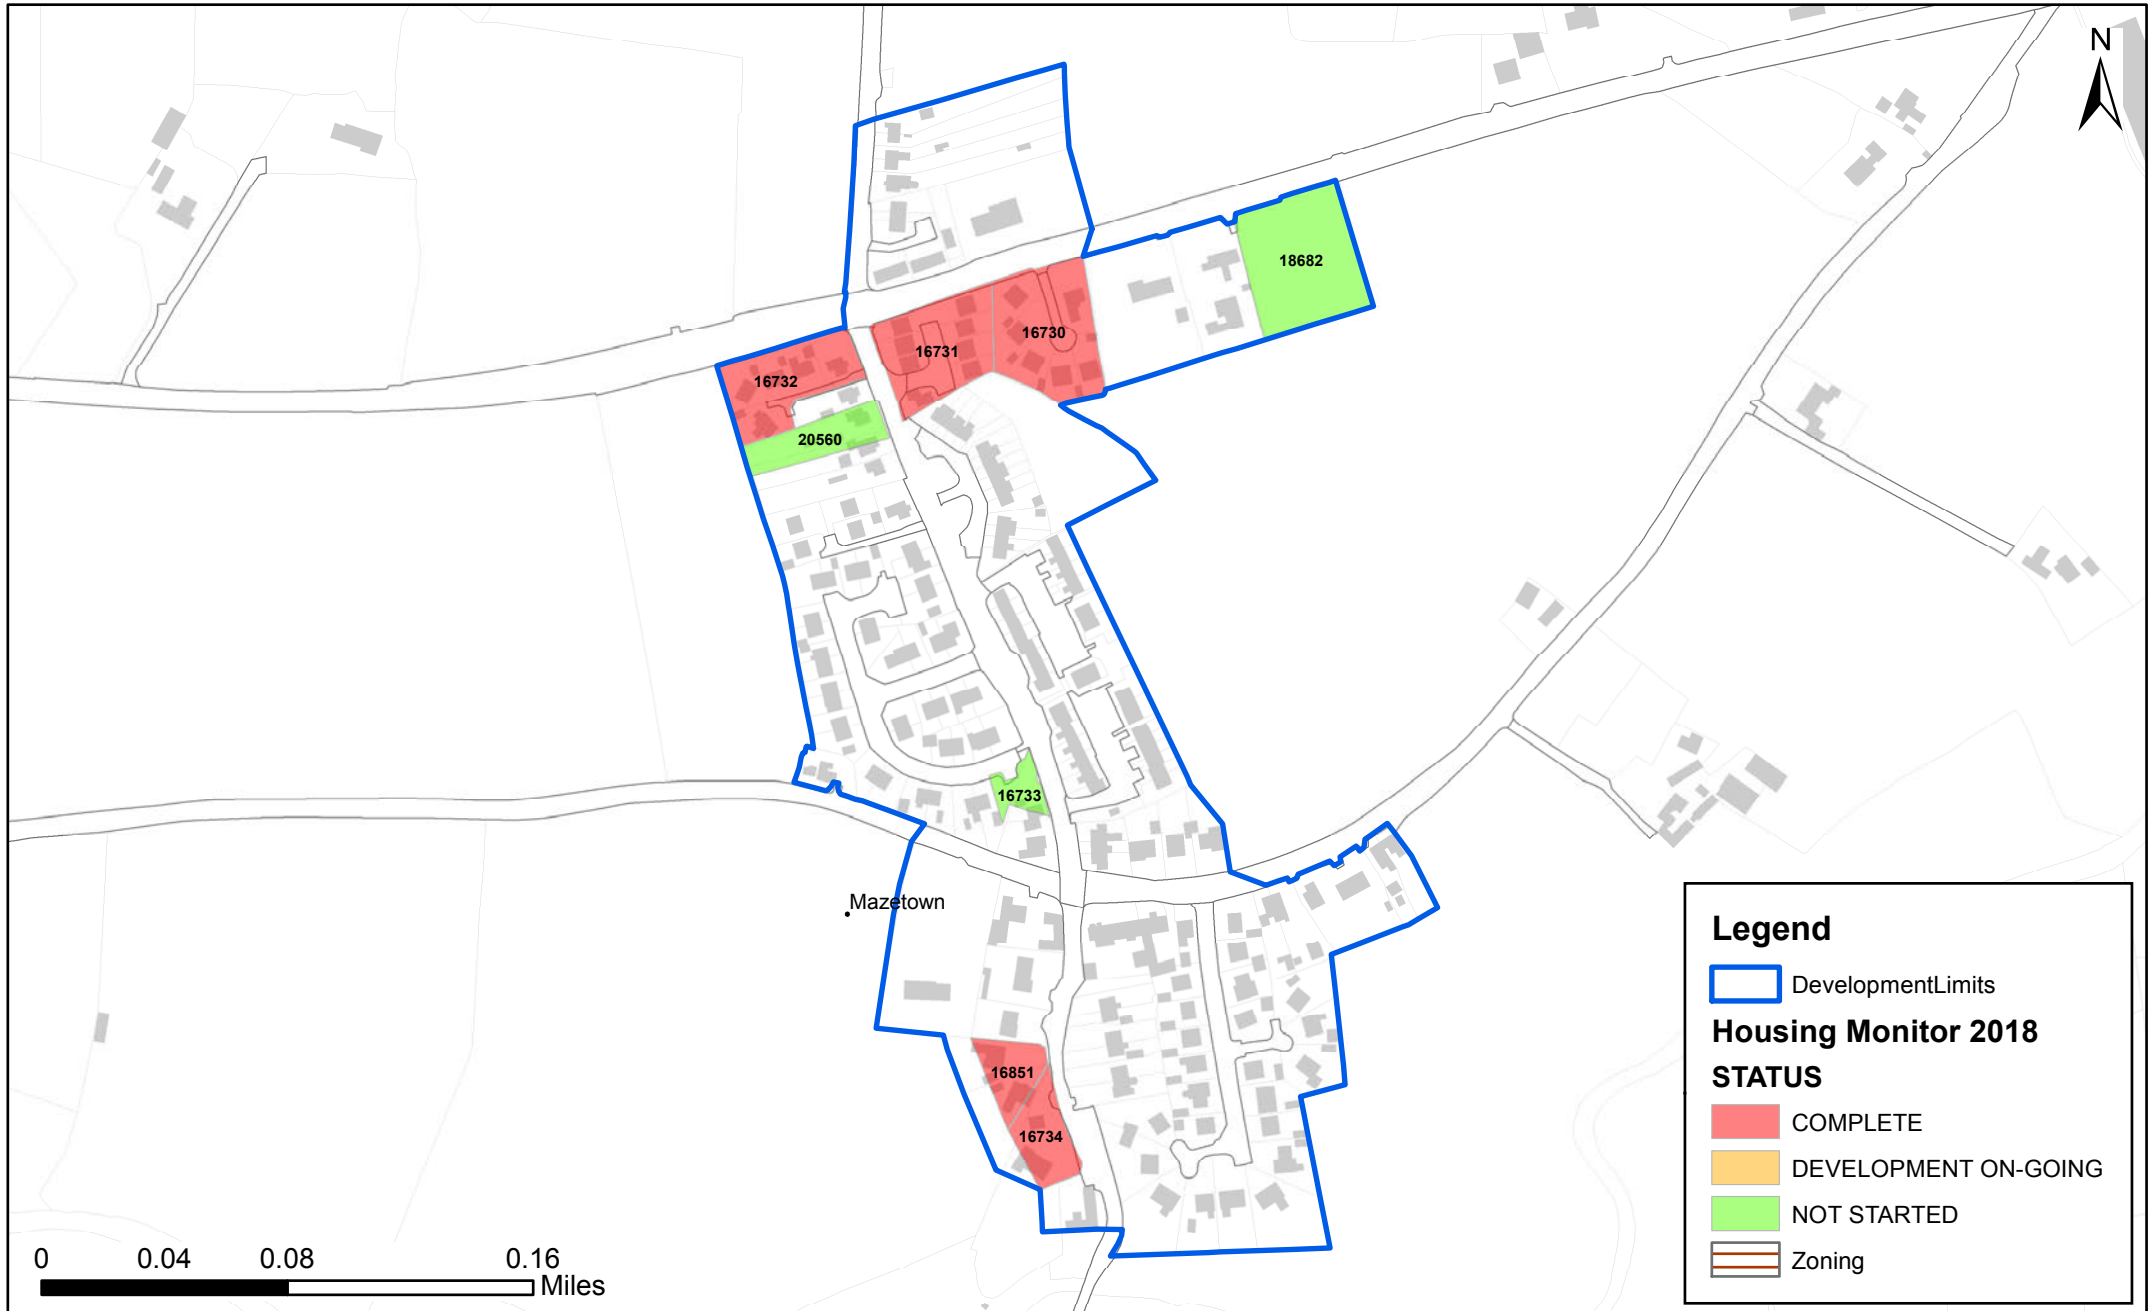 N
18682
16730
16731
16732
20560
16733
Mazetown
16851
16734
Legend
DevelopmentLimits
Housing Monitor 2018
STATUS
COMPLETE
DEVELOPMENT ON-GOING
NOT STARTED
Zoning
0 0.04 0.08 0.16
Miles